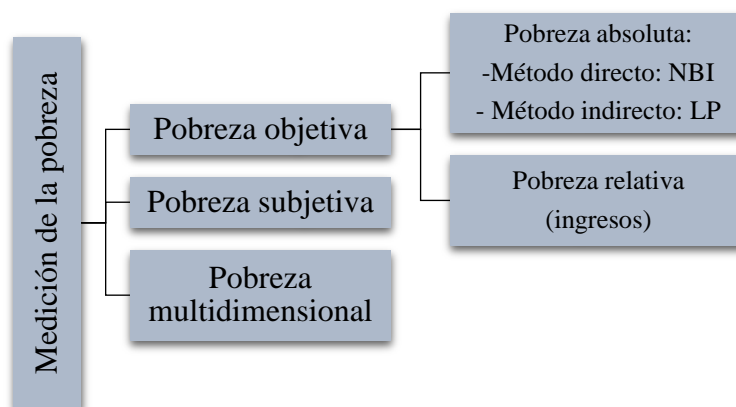 Medición de la pobreza
Pobreza objetiva
Pobreza subjetiva
Pobreza
multidimensional
Pobreza absoluta:
-Método directo: NBI
- Método indirecto: LP
Pobreza relativa
(ingresos)